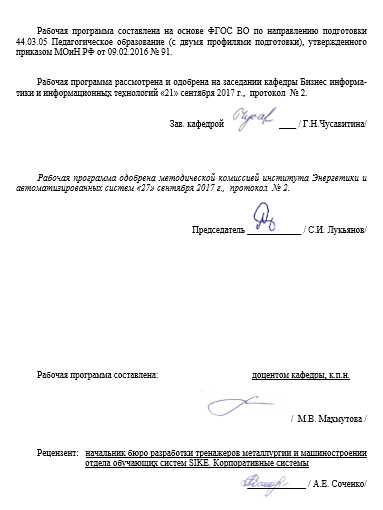 Рабочая программа составлена на основе ФГОС ВО по направлению подготовки
44.03.05 Педагогическое образование (с двумя профилями подготовки), утвержденного
приказом МОиН РФ от 09.02.2016 № 91.
Рабочая программа рассмотрена и одобрена на заседании кафедры Бизнес информа-
тики и информационных технологий «21» сентября 2017 г., протокол № 2.
Зав. кафедрой ____ / Г.Н.Чусавитина/
Рабочая программа одобрена методической комиссией института Энергетики и
автоматизированных систем «27» сентября 2017 г., протокол № 2.
Председатель ____________ / С.И. Лукьянов/
Рабочая программа составлена: доцентом кафедры, к.п.н.
/ М.В. Махмутова /
Рецензент: начальник бюро разработки тренажеров металлургии и машиностроении
отдела обучающих систем SIKE. Корпоративные системы
____________ / А.Е. Соченко/